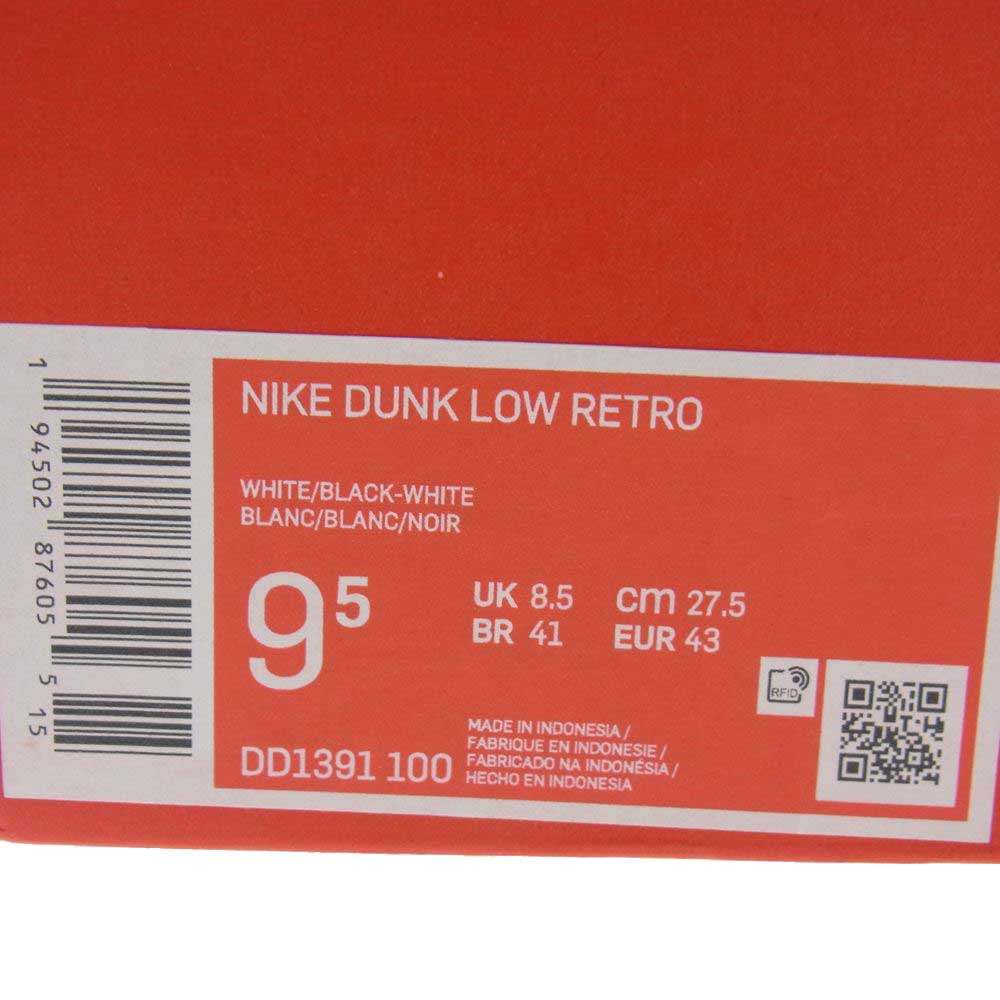 NIKE DUNK LOW RETRO
WHITE/BLACK-WHITE
BLANC/BLANC/NOIR
9 5
UK 8.5 cm 27.5
BR 41 EUR 43
RFID
DD1391 100
MADE IN INDONESIA /
FABRIQUE EN INDONESIE /
FABRICADO NA INDONÉSIA /
HECHO EN INDONESIA
1 94502 87605 5 15